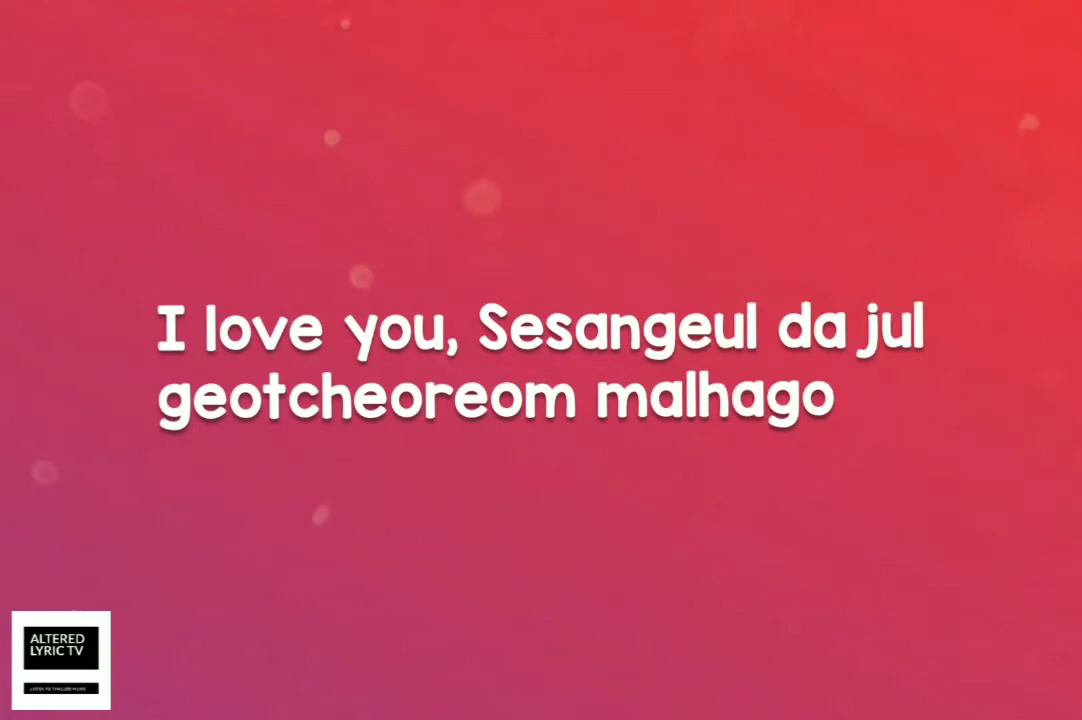 I love you, Sesangeul da jul
geotcheoreom malhago
ALTERED
LYRIC TV